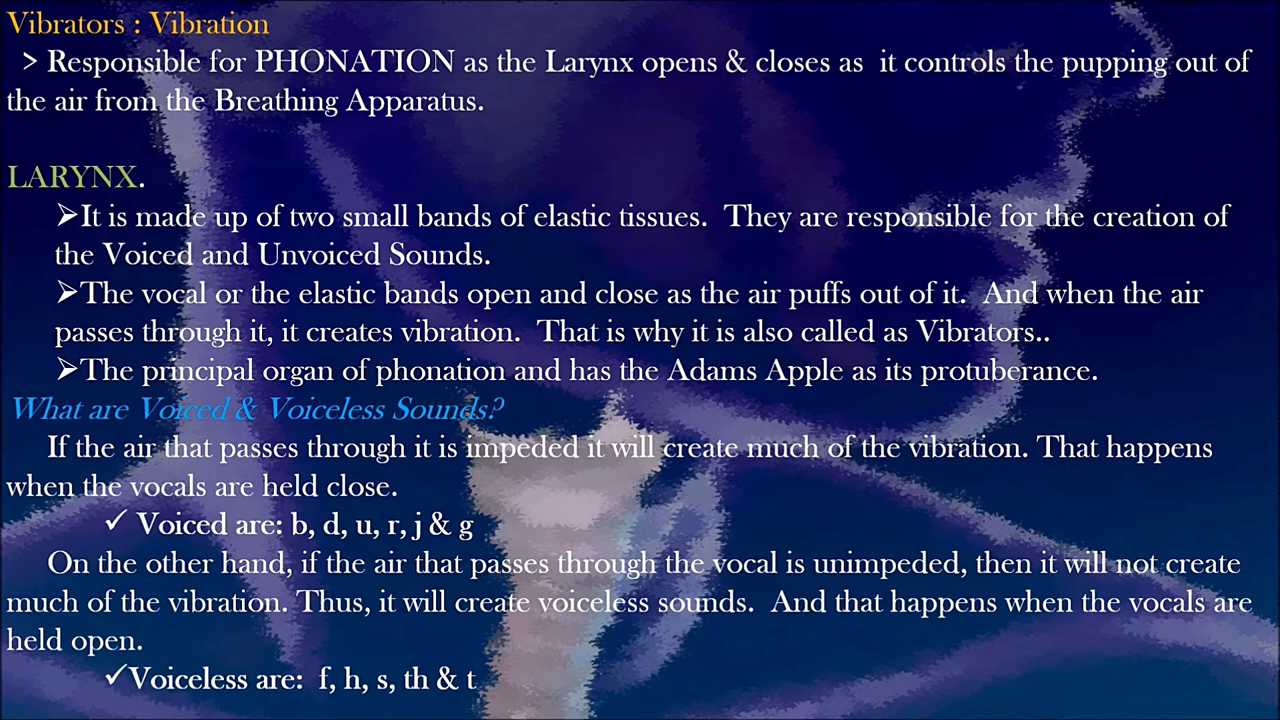 Vibrators : Vibration
> Responsible for PHONATION as the Larynx opens & closes as it controls the pupping out of
the air from the Breathing Apparatus.
LARYNX.
➢It is made up of two small bands of elastic tissues. They are responsible for the creation of
the Voiced and Unvoiced Sounds.
➢The vocal or the elastic bands open and close as the air puffs out of it. And when the air
passes through it, it creates vibration. That is why it is also called as Vibrators..
➢The principal organ of phonation and has the Adams Apple as its protuberance.
What are Voiced & Voiceless Sounds?
If the air that passes through it is impeded it will create much of the vibration. That happens
when the vocals are held close.
✓ Voiced are: b, d, u, r, j & g
On the other hand, if the air that passes through the vocal is unimpeded, then it will not create
much of the vibration. Thus, it will create voiceless sounds. And that happens when the vocals are
held open.
✓Voiceless are: f, h, s, th & t